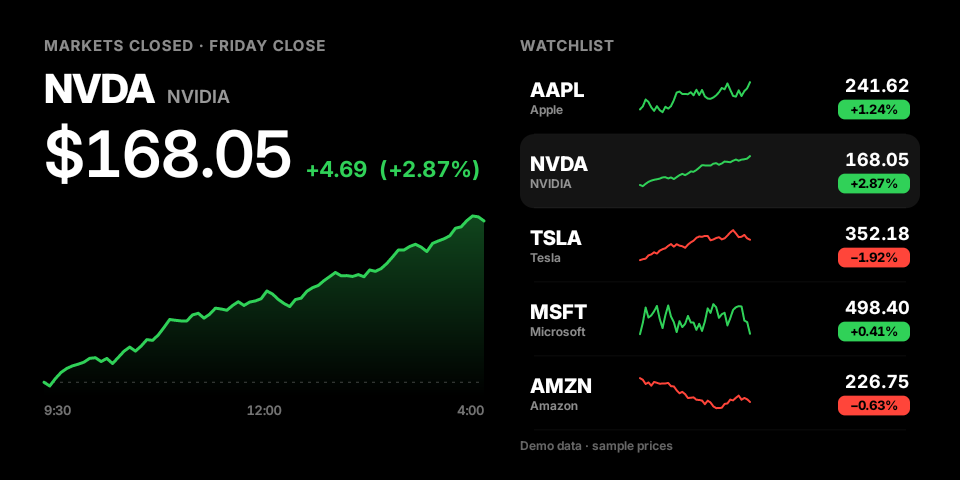 MARKETS CLOSED · FRIDAY CLOSE
NVDA NVIDIA
$168.05 +4.69 (+2.87%)
9:30 12:00 4:00
WATCHLIST
AAPL 241.62
Apple +1.24%
NVDA 168.05
NVIDIA +2.87%
TSLA 352.18
Tesla −1.92%
MSFT 498.40
Microsoft +0.41%
AMZN 226.75
Amazon −0.63%
Demo data · sample prices